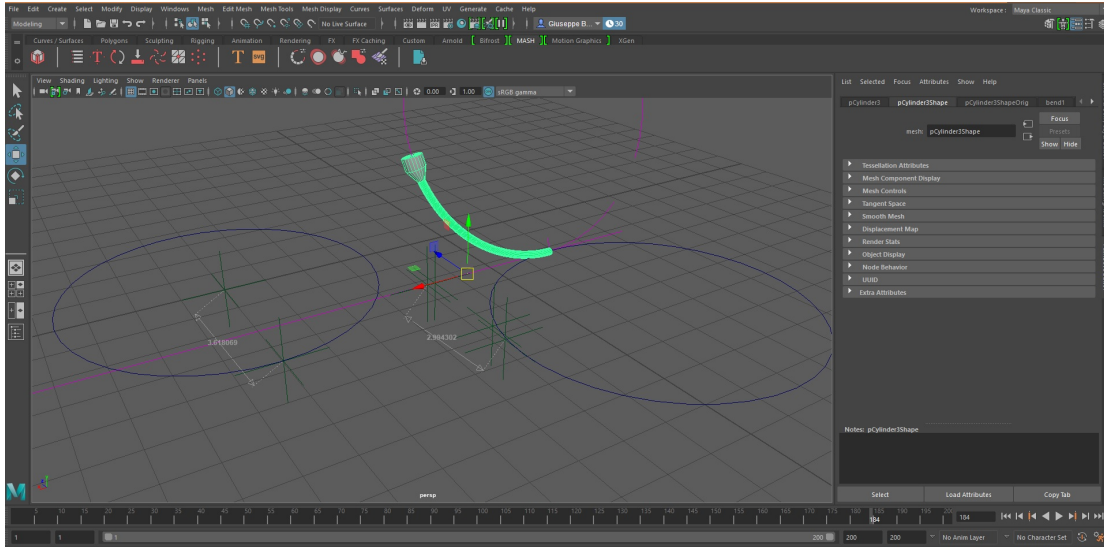 File Edit Create Select Modify Display Windows Mesh Edit Mesh Mesh Tools Mesh Display Curves Surfaces Deform UV Generate Cache Help Workspace : Maya Classic
Modeling No Live Surface Giuseppe B... 30
Curves / Surfaces Polygons Sculpting Rigging Animation Rendering FX FX Caching Custom Arnold Bifrost MASH Motion Graphics XGen
T SVG
View Shading Lighting Show Renderer Panels
0.00 1.00 sRGB gamma
List Selected Focus Attributes Show Help
pCylinder3 pCylinder3Shape pCylinder3ShapeOrig bend1
mesh: pCylinder3Shape
Focus
Presets
Show Hide
Tessellation Attributes
Mesh Component Display
Mesh Controls
Tangent Space
Smooth Mesh
Displacement Map
Render Stats
Object Display
Node Behavior
UUID
Extra Attributes
3.618069
2.984302
persp
Notes: pCylinder3Shape
Select Load Attributes Copy Tab
5 10 15 20 25 30 35 40 45 50 55 60 65 70 75 80 85 90 95 100 105 110 115 120 125 130 135 140 145 150 155 160 165 170 175 180 185 190 195 20
184 184
1 1 1 200 200 200 No Anim Layer No Character Set